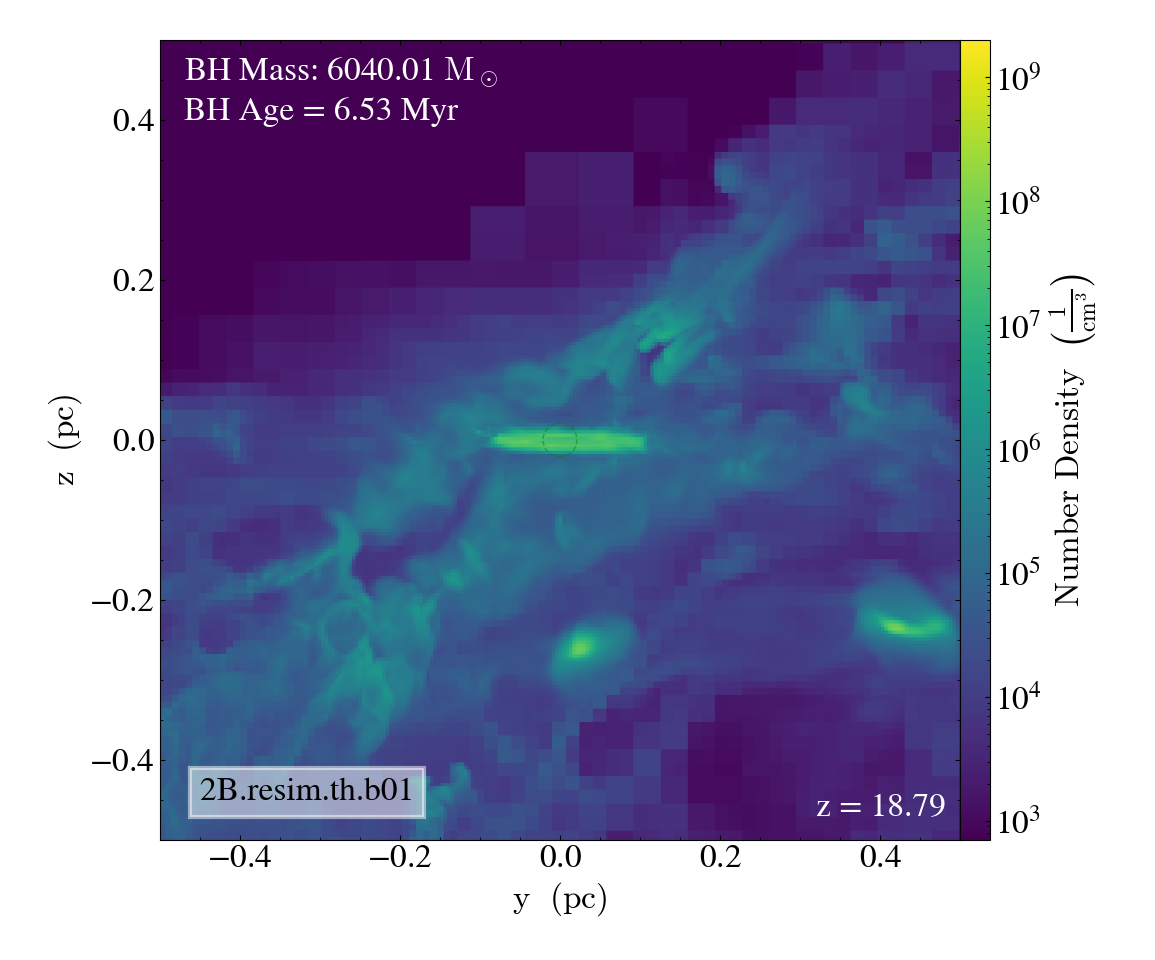 BH Mass: 6040.01 M⊙
BH Age = 6.53 Myr
2B.resim.th.b01
z = 18.79
0.4
0.2
0.0
−0.2
−0.4
z (pc)
−0.4
−0.2
0.0
0.2
0.4
y (pc)
10⁹
10⁸
10⁷
10⁶
10⁵
10⁴
10³
Number Density (1/cm³)